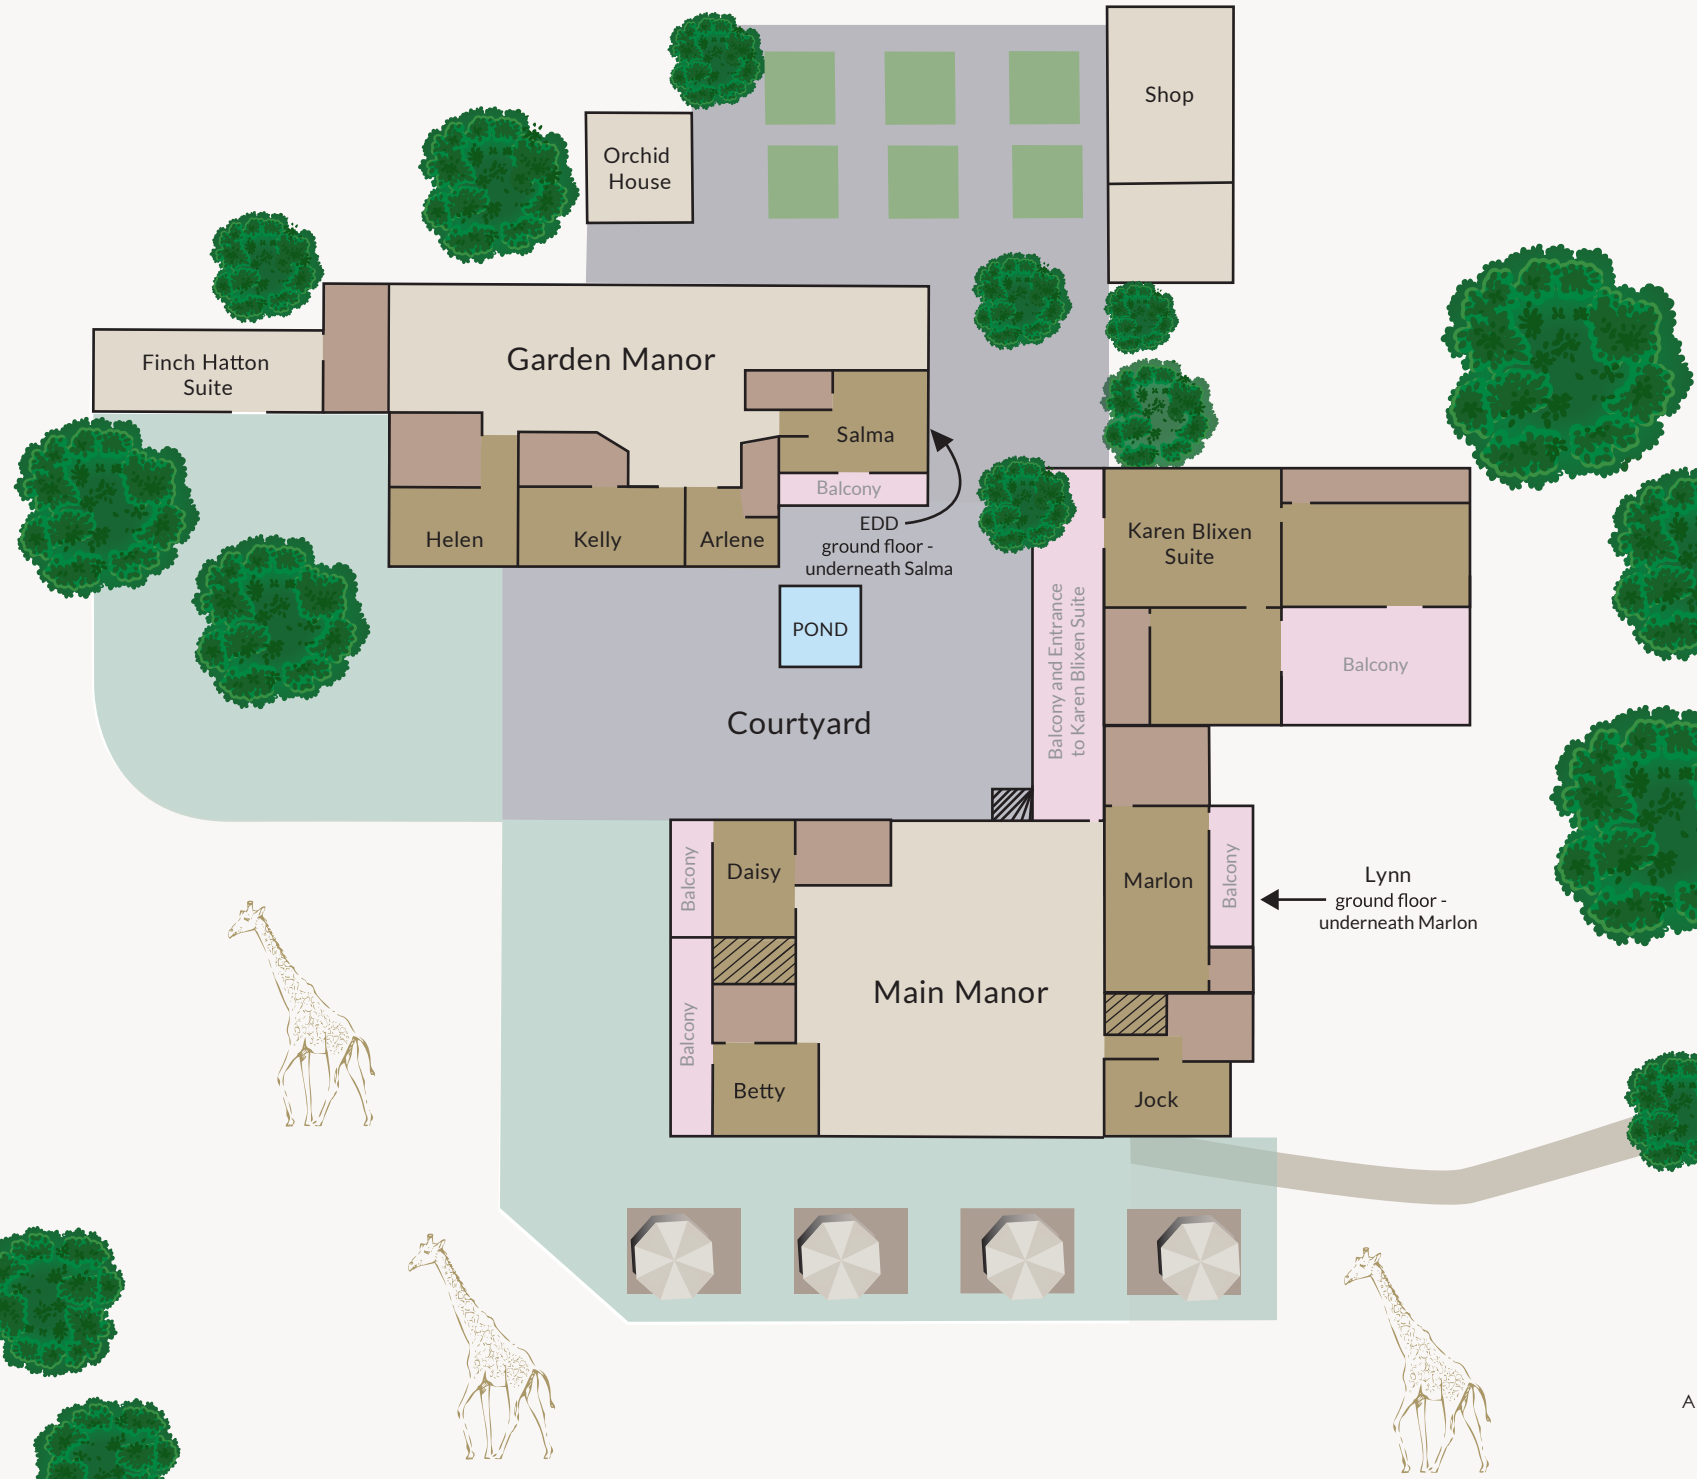 Shop
Orchid
House
Garden Manor
Finch Hatton
Suite
Salma
Balcony
EDD
ground floor -
underneath Salma
Helen
Kelly
Arlene
Karen Blixen
Suite
POND
Balcony and Entrance
to Karen Blixen Suite
Balcony
Courtyard
Balcony
Daisy
Marlon
Balcony
Lynn
ground floor -
underneath Marlon
Main Manor
Balcony
Betty
Jock
A